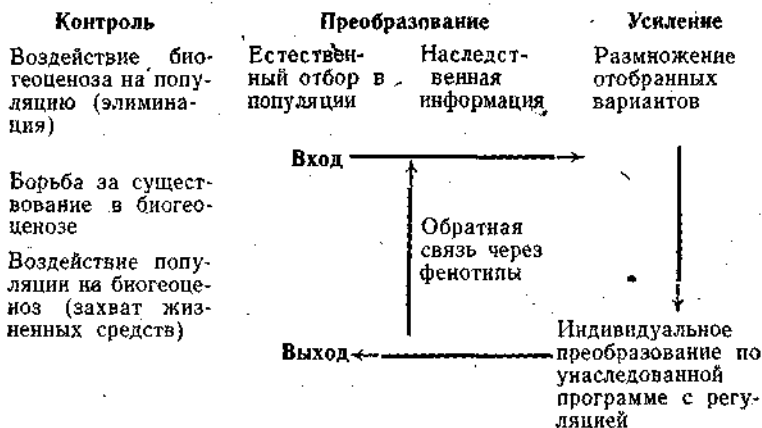 Контроль Преобразование Усиление
Воздействие био-
геоценоза на попу-
ляцию (элимина-
ция)
Естествен-
ный отбор в
популяции
Наследст-
венная
информация
Размножение
отобранных
вариантов
Вход
Борьба за сущест-
вование в биогео-
ценозе
Обратная
связь через
фенотипы
Воздействие попу-
ляции на биогеоце-
ноз (захват жиз-
ненных средств)
Выход
Индивидуальное
преобразование по
унаследованной
программе с регу-
ляцией